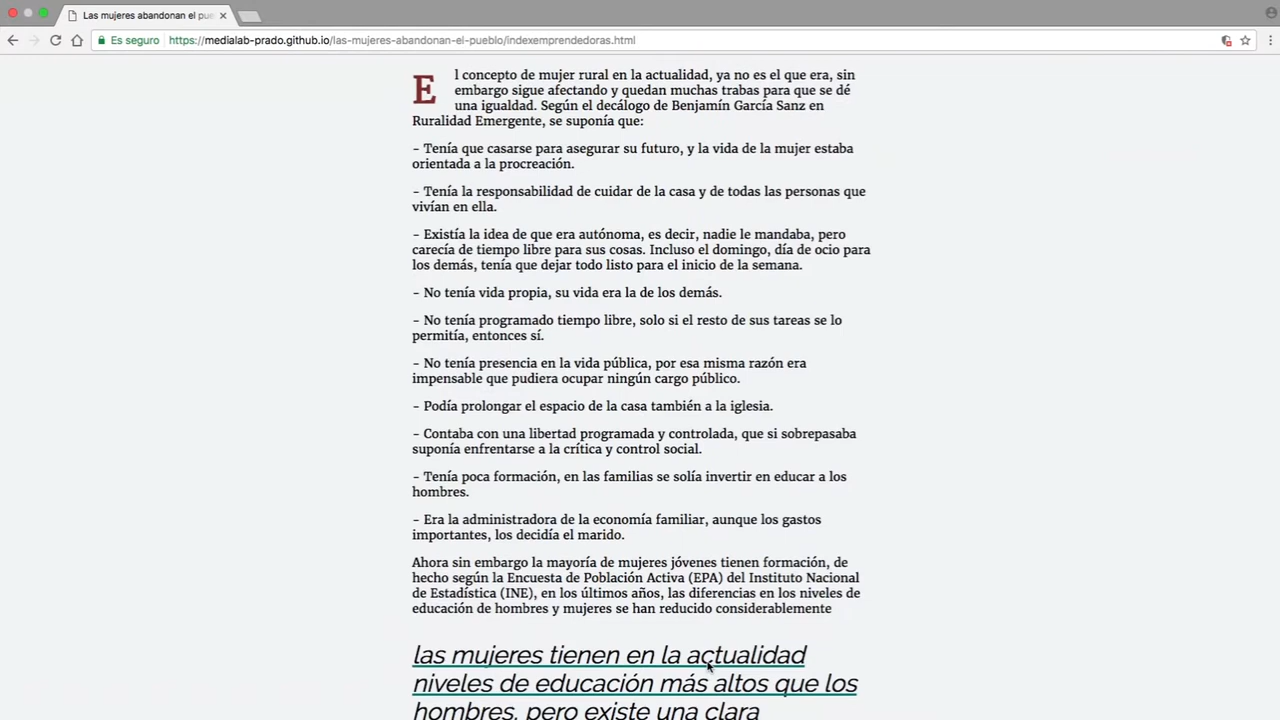 Las mujeres abandonan el pue
Es seguro https://medialab-prado.github.io/las-mujeres-abandonan-el-pueblo/indexemprendedoras.html
El concepto de mujer rural en la actualidad, ya no es el que era, sin
embargo sigue afectando y quedan muchas trabas para que se dé
una igualdad. Según el decálogo de Benjamín García Sanz en
Ruralidad Emergente, se suponía que:
- Tenía que casarse para asegurar su futuro, y la vida de la mujer estaba
orientada a la procreación.
- Tenía la responsabilidad de cuidar de la casa y de todas las personas que
vivían en ella.
- Existía la idea de que era autónoma, es decir, nadie le mandaba, pero
carecía de tiempo libre para sus cosas. Incluso el domingo, día de ocio para
los demás, tenía que dejar todo listo para el inicio de la semana.
- No tenía vida propia, su vida era la de los demás.
- No tenía programado tiempo libre, solo si el resto de sus tareas se lo
permitía, entonces sí.
- No tenía presencia en la vida pública, por esa misma razón era
impensable que pudiera ocupar ningún cargo público.
- Podía prolongar el espacio de la casa también a la iglesia.
- Contaba con una libertad programada y controlada, que si sobrepasaba
suponía enfrentarse a la crítica y control social.
- Tenía poca formación, en las familias se solía invertir en educar a los
hombres.
- Era la administradora de la economía familiar, aunque los gastos
importantes, los decidía el marido.
Ahora sin embargo la mayoría de mujeres jóvenes tienen formación, de
hecho según la Encuesta de Población Activa (EPA) del Instituto Nacional
de Estadística (INE), en los últimos años, las diferencias en los niveles de
educación de hombres y mujeres se han reducido considerablemente
las mujeres tienen en la actualidad
niveles de educación más altos que los
hombres, pero existe una clara